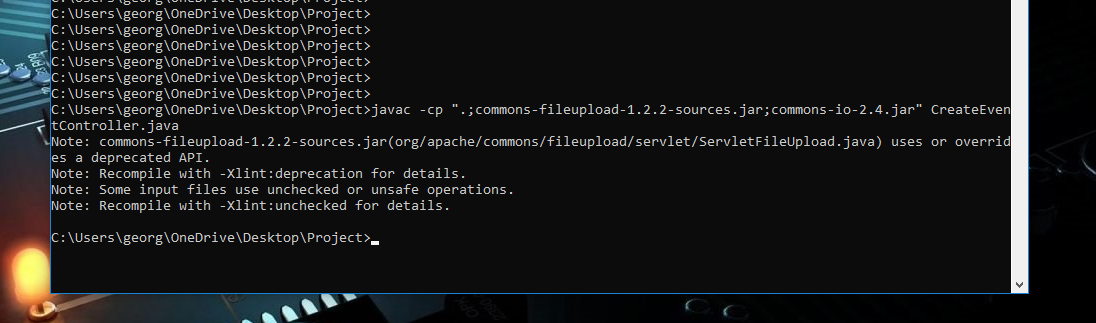 C:\Users\georg\OneDrive\Desktop\Project>
C:\Users\georg\OneDrive\Desktop\Project>
C:\Users\georg\OneDrive\Desktop\Project>
C:\Users\georg\OneDrive\Desktop\Project>
C:\Users\georg\OneDrive\Desktop\Project>
C:\Users\georg\OneDrive\Desktop\Project>
C:\Users\georg\OneDrive\Desktop\Project>
C:\Users\georg\OneDrive\Desktop\Project>javac -cp ".;commons-fileupload-1.2.2-sources.jar;commons-io-2.4.jar" CreateEven
tController.java
Note: commons-fileupload-1.2.2-sources.jar(org/apache/commons/fileupload/servlet/ServletFileUpload.java) uses or overrid
es a deprecated API.
Note: Recompile with -Xlint:deprecation for details.
Note: Some input files use unchecked or unsafe operations.
Note: Recompile with -Xlint:unchecked for details.
C:\Users\georg\OneDrive\Desktop\Project>